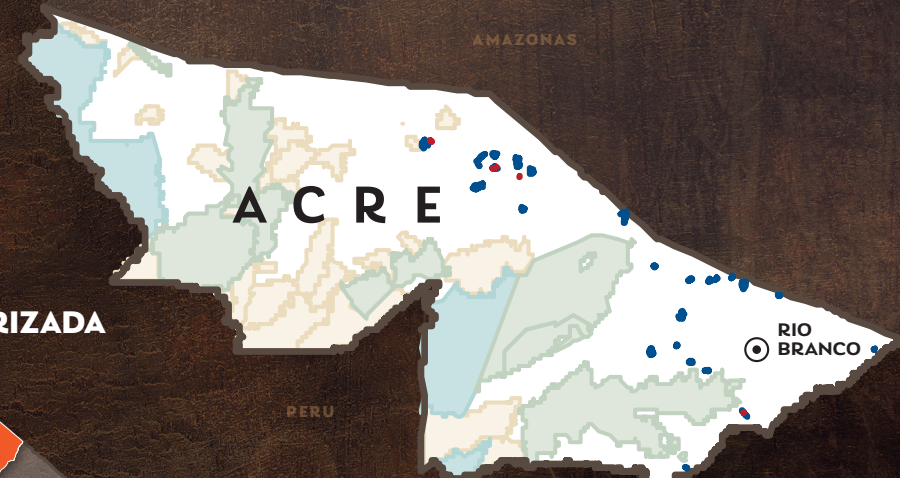 AMAZONAS
ACRE
RIZADA
RIO
BRANCO
PERU